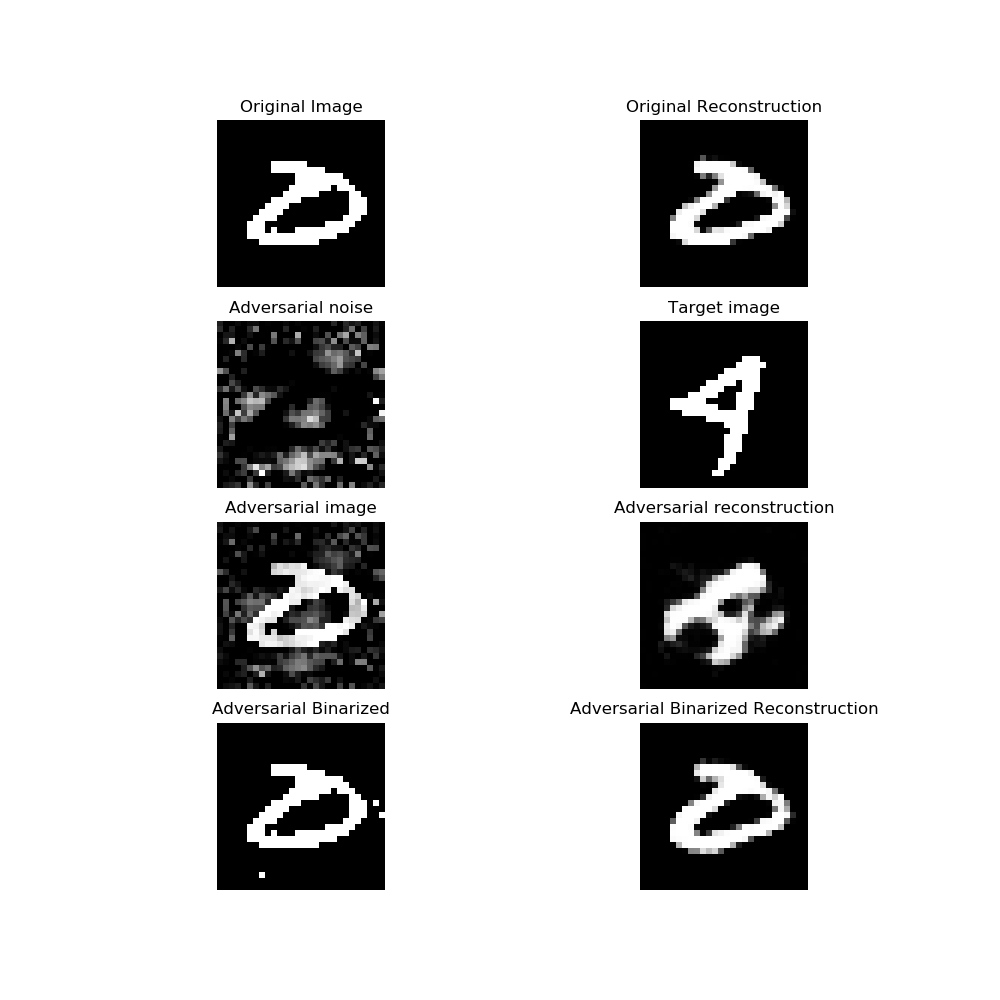 Original Image
Original Reconstruction
Adversarial noise
Target image
Adversarial image
Adversarial reconstruction
Adversarial Binarized
Adversarial Binarized Reconstruction